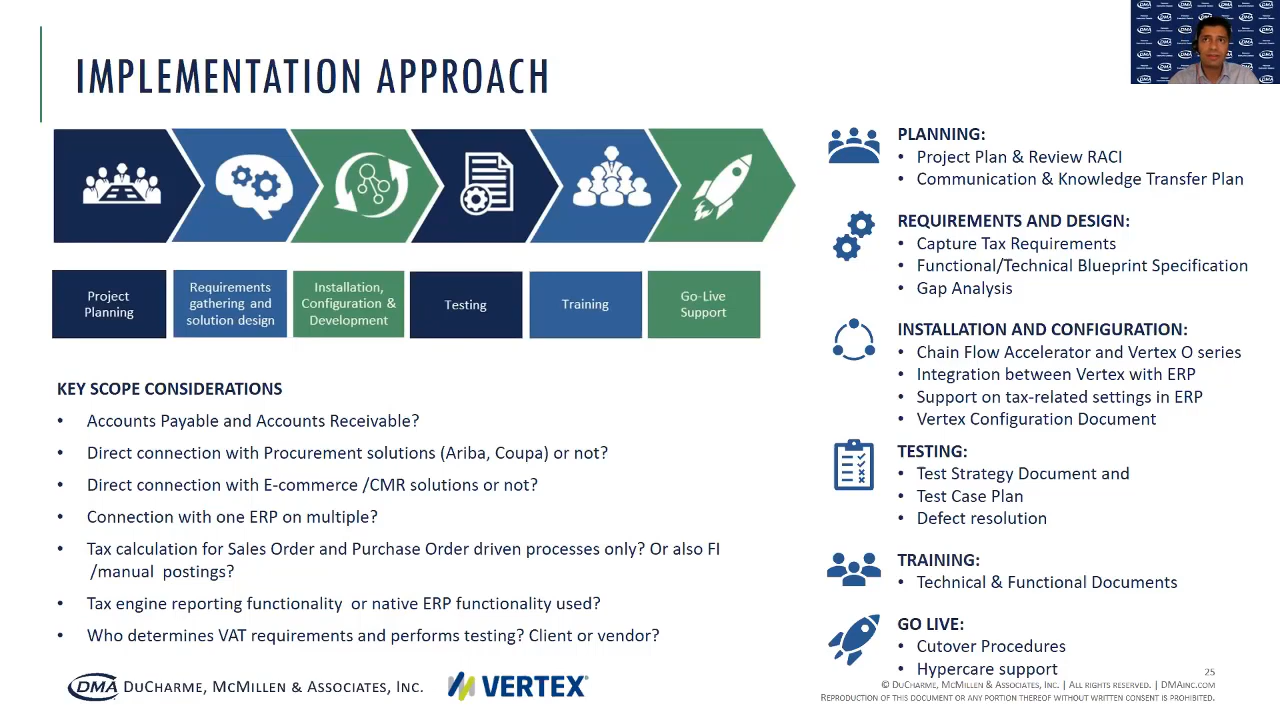 IMPLEMENTATION APPROACH
Project
Planning
Requirements
gathering and
solution design
Installation,
Configuration &
Development
Testing
Training
Go-Live
Support
KEY SCOPE CONSIDERATIONS
• Accounts Payable and Accounts Receivable?
• Direct connection with Procurement solutions (Ariba, Coupa) or not?
• Direct connection with E-commerce /CMR solutions or not?
• Connection with one ERP on multiple?
• Tax calculation for Sales Order and Purchase Order driven processes only? Or also FI
/manual postings?
• Tax engine reporting functionality or native ERP functionality used?
• Who determines VAT requirements and performs testing? Client or vendor?
PLANNING:
• Project Plan & Review RACI
• Communication & Knowledge Transfer Plan
REQUIREMENTS AND DESIGN:
• Capture Tax Requirements
• Functional/Technical Blueprint Specification
• Gap Analysis
INSTALLATION AND CONFIGURATION:
• Chain Flow Accelerator and Vertex O series
• Integration between Vertex with ERP
• Support on tax-related settings in ERP
• Vertex Configuration Document
TESTING:
• Test Strategy Document and
• Test Case Plan
• Defect resolution
TRAINING:
• Technical & Functional Documents
GO LIVE:
• Cutover Procedures
• Hypercare support
DMA DUCHARME, MCMILLEN & ASSOCIATES, INC.
VERTEX
25
© DUCHARME, MCMILLEN & ASSOCIATES, INC. | ALL RIGHTS RESERVED. | DMAINC.COM
REPRODUCTION OF THIS DOCUMENT OR ANY PORTION THEREOF WITHOUT WRITTEN CONSENT IS PROHIBITED.